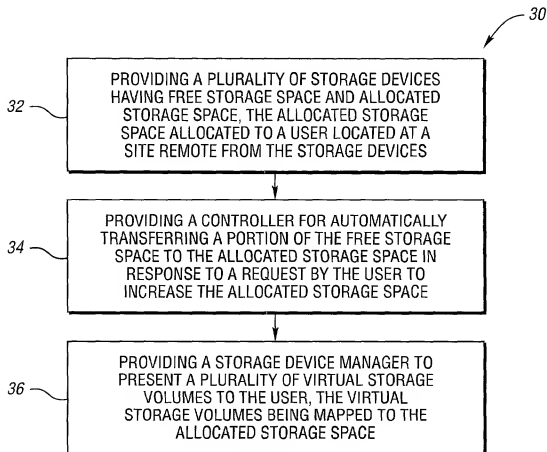 30
32
PROVIDING A PLURALITY OF STORAGE DEVICES
HAVING FREE STORAGE SPACE AND ALLOCATED
STORAGE SPACE, THE ALLOCATED STORAGE
SPACE ALLOCATED TO A USER LOCATED AT A
SITE REMOTE FROM THE STORAGE DEVICES
34
PROVIDING A CONTROLLER FOR AUTOMATICALLY
TRANSFERRING A PORTION OF THE FREE STORAGE
SPACE TO THE ALLOCATED STORAGE SPACE IN
RESPONSE TO A REQUEST BY THE USER TO
INCREASE THE ALLOCATED STORAGE SPACE
36
PROVIDING A STORAGE DEVICE MANAGER TO
PRESENT A PLURALITY OF VIRTUAL STORAGE
VOLUMES TO THE USER, THE VIRTUAL
STORAGE VOLUMES BEING MAPPED TO THE
ALLOCATED STORAGE SPACE